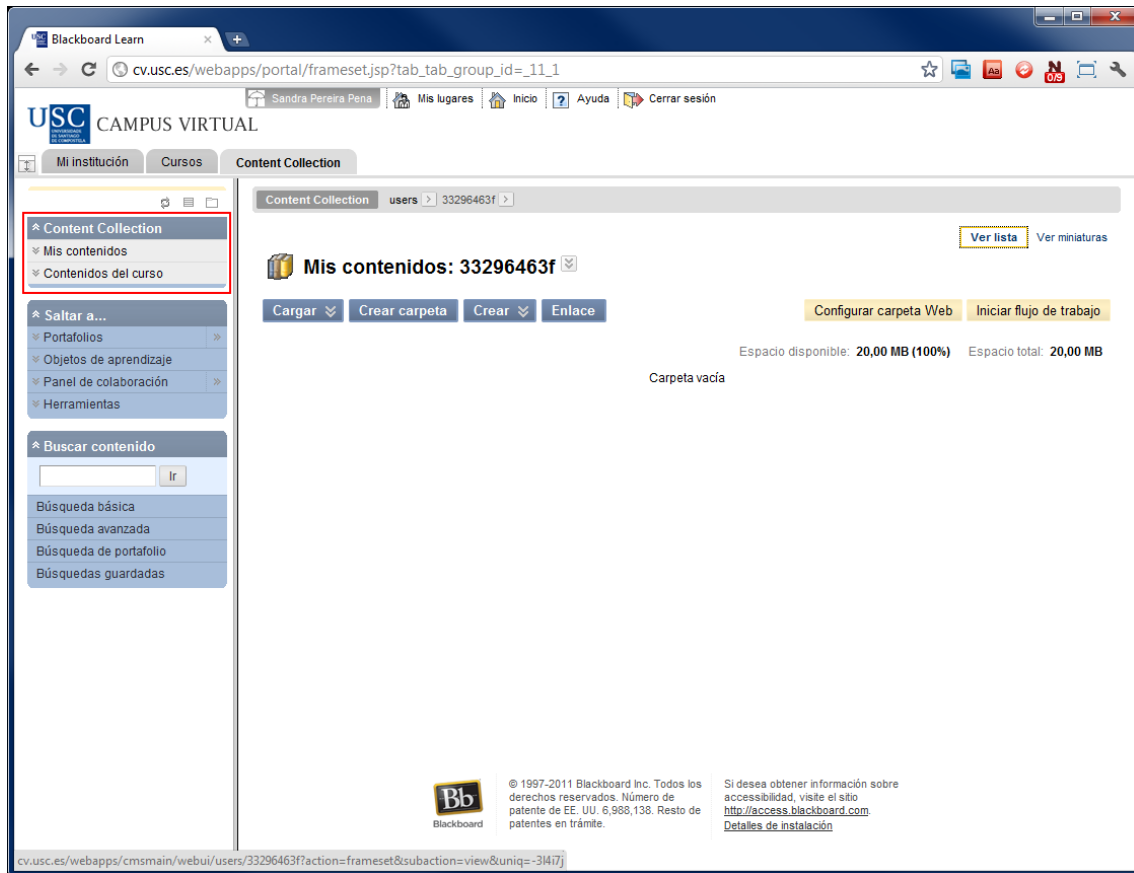 Blackboard Learn
cv.usc.es/webapps/portal/frameset.jsp?tab_tab_group_id=_11_1
Sandra Pereira Pena Mis lugares Inicio Ayuda Cerrar sesión
USC CAMPUS VIRTUAL
UNIVERSIDADE
DE SANTIAGO
DE COMPOSTELA
Mi institución Cursos Content Collection
Content Collection users 33296463f
Content Collection
Mis contenidos
Contenidos del curso
Ver lista Ver miniaturas
Mis contenidos: 33296463f
Cargar Crear carpeta Crear Enlace Configurar carpeta Web Iniciar flujo de trabajo
Espacio disponible: 20,00 MB (100%) Espacio total: 20,00 MB
Carpeta vacía
Saltar a...
Portafolios
Objetos de aprendizaje
Panel de colaboración
Herramientas
Buscar contenido
Ir
Búsqueda básica
Búsqueda avanzada
Búsqueda de portafolio
Búsquedas guardadas
Bb
Blackboard
© 1997-2011 Blackboard Inc. Todos los
derechos reservados. Número de
patente de EE. UU. 6,988,138. Resto de
patentes en trámite.
Si desea obtener información sobre
accessibilidad, visite el sitio
http://access.blackboard.com.
Detalles de instalación
cv.usc.es/webapps/cmsmain/webui/users/33296463f?action=frameset&subaction=view&uniq=-3l4i7j